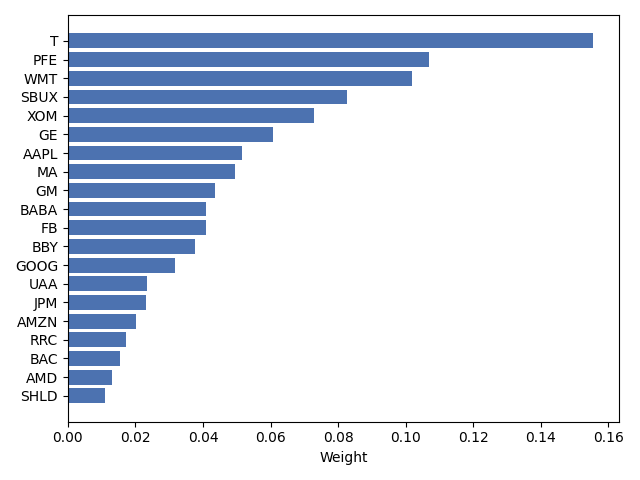 T
PFE
WMT
SBUX
XOM
GE
AAPL
MA
GM
BABA
FB
BBY
GOOG
UAA
JPM
AMZN
RRC
BAC
AMD
SHLD
0.00 0.02 0.04 0.06 0.08 0.10 0.12 0.14 0.16
Weight